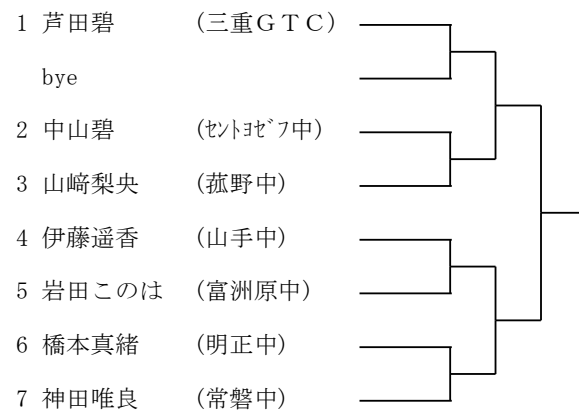 1 芦田碧 (三重ＧＴＣ)
bye
2 中山碧 (ｾﾝﾄﾖｾﾞﾌ中)
3 山﨑梨央 (菰野中)
4 伊藤遥香 (山手中)
5 岩田このは (富洲原中)
6 橋本真緒 (明正中)
7 神田唯良 (常磐中)